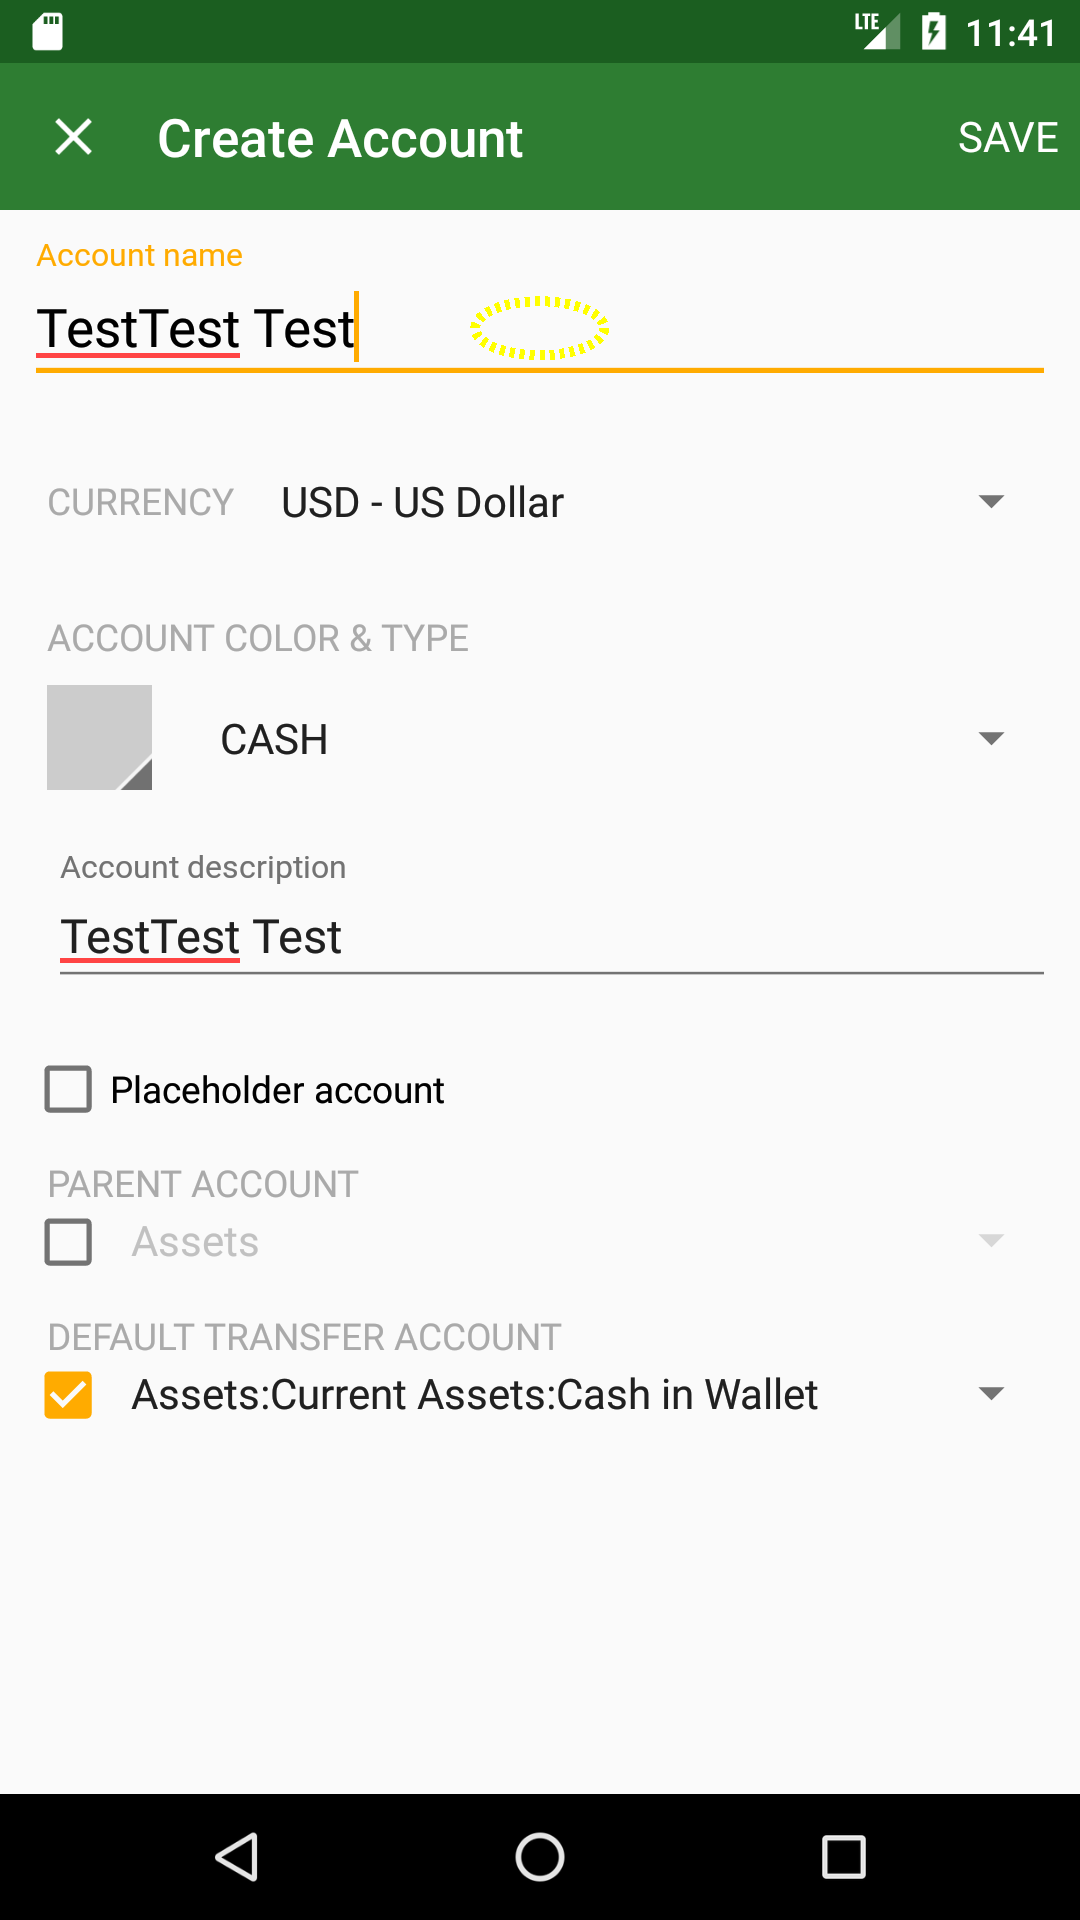 LTE 11:41
Create Account SAVE
Account name
TestTest Test
CURRENCY USD - US Dollar
ACCOUNT COLOR & TYPE
CASH
Account description
TestTest Test
Placeholder account
PARENT ACCOUNT
Assets
DEFAULT TRANSFER ACCOUNT
Assets:Current Assets:Cash in Wallet